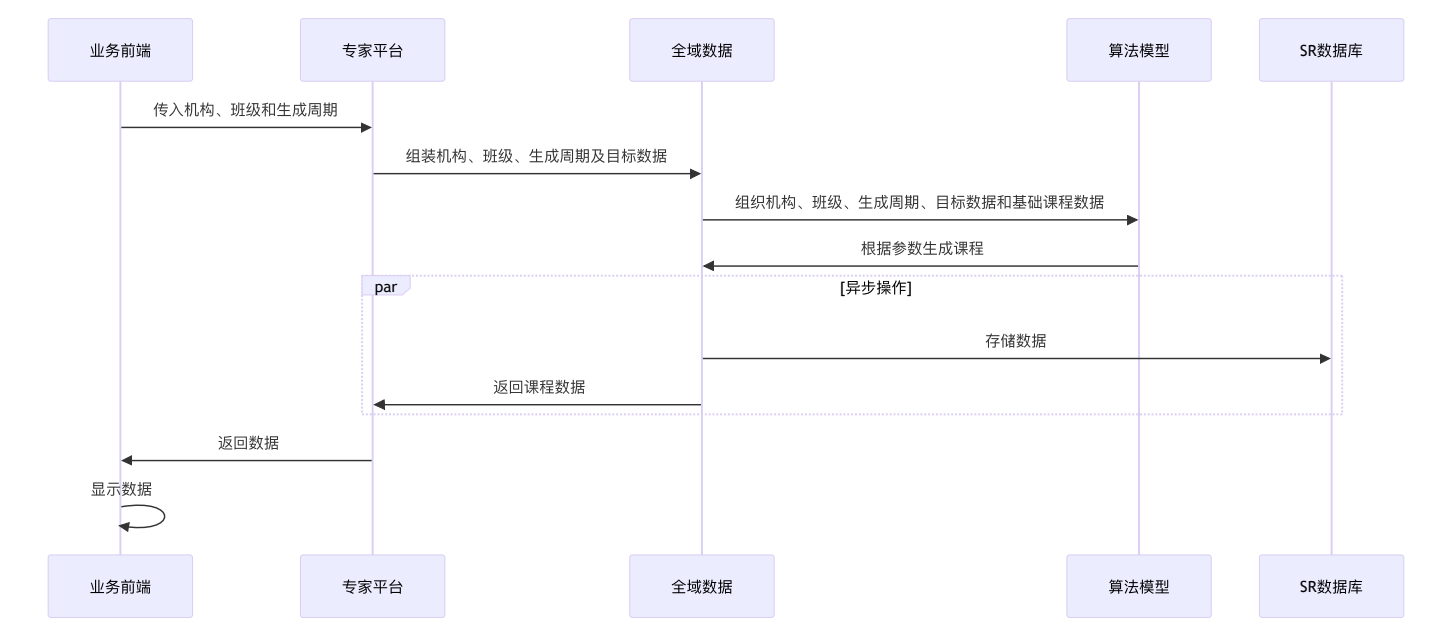 业务前端
专家平台
全域数据
算法模型
SR数据库
传入机构、班级和生成周期
组装机构、班级、生成周期及目标数据
组织机构、班级、生成周期、目标数据和基础课程数据
根据参数生成课程
par
[异步操作]
存储数据
返回课程数据
返回数据
显示数据
业务前端
专家平台
全域数据
算法模型
SR数据库